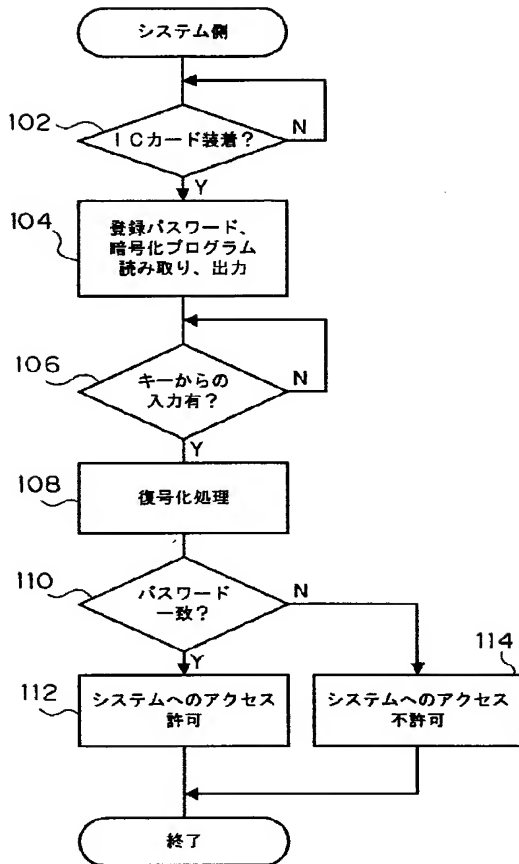 システム側
102
ＩＣカード装着？
N
Y
104
登録パスワード、
暗号化プログラム
読み取り、出力
106
キーからの
入力有？
N
Y
108
復号化処理
110
パスワード
一致？
N
Y
112
システムへのアクセス
許可
114
システムへのアクセス
不許可
終了